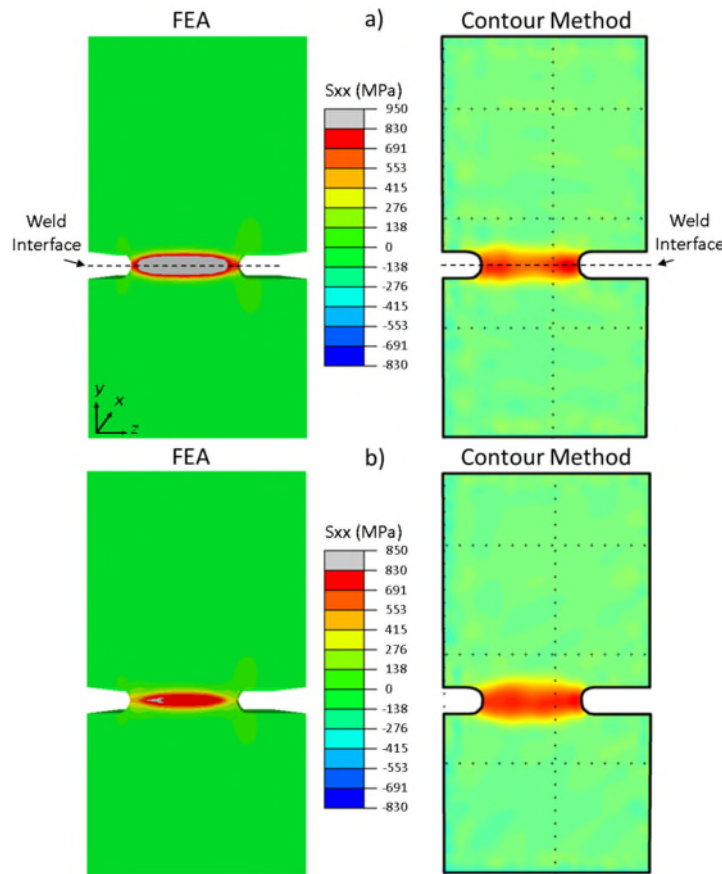 FEA
a)
Contour Method
Sxx (MPa)
950
830
691
553
415
276
138
0
-138
-276
-415
-553
-691
-830
Weld
Interface
Weld
Interface
y
x
z
FEA
b)
Contour Method
Sxx (MPa)
850
830
691
553
415
276
138
0
-138
-276
-415
-553
-691
-830